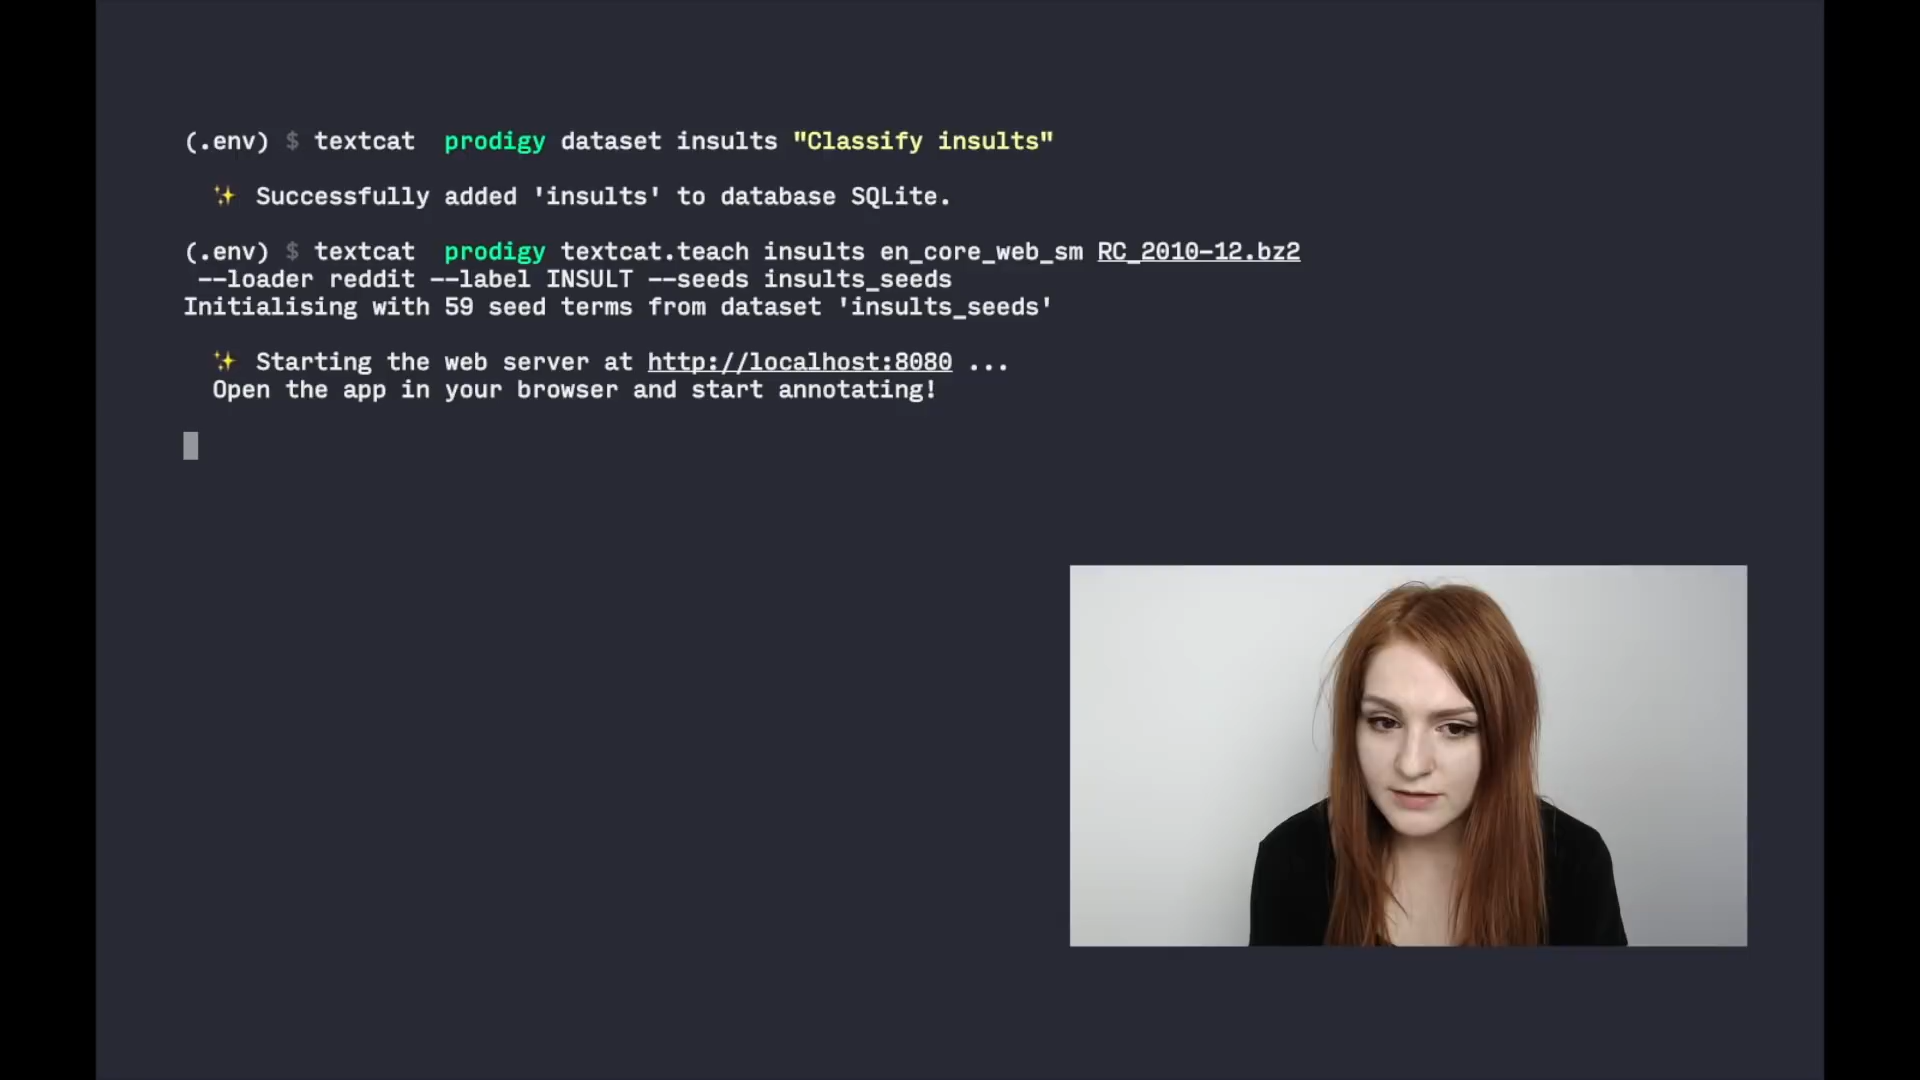 (.env) $ textcat prodigy dataset insults "Classify insults"
✨ Successfully added 'insults' to database SQLite.
(.env) $ textcat prodigy textcat.teach insults en_core_web_sm RC_2010-12.bz2
--loader reddit --label INSULT --seeds insults_seeds
Initialising with 59 seed terms from dataset 'insults_seeds'
✨ Starting the web server at http://localhost:8080 ...
Open the app in your browser and start annotating!